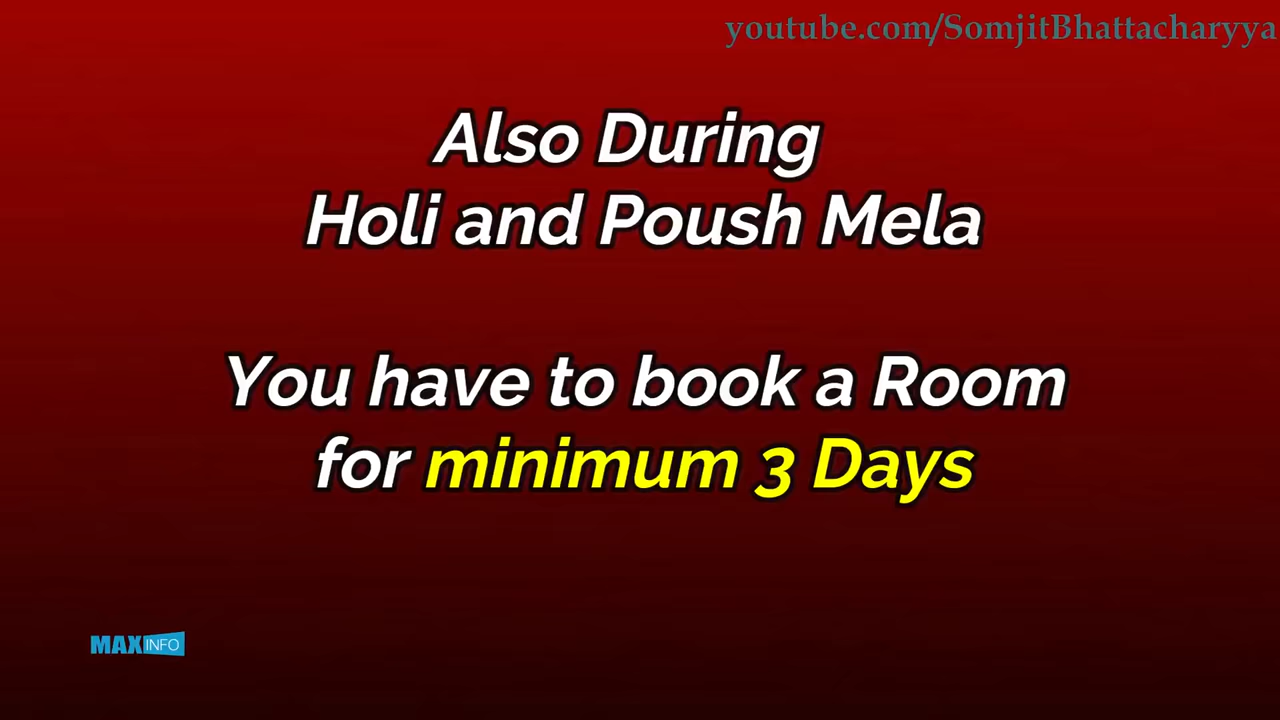 youtube.com/SomjitBhattacharyya
Also During
Holi and Poush Mela
You have to book a Room
for minimum 3 Days
MAXINFO